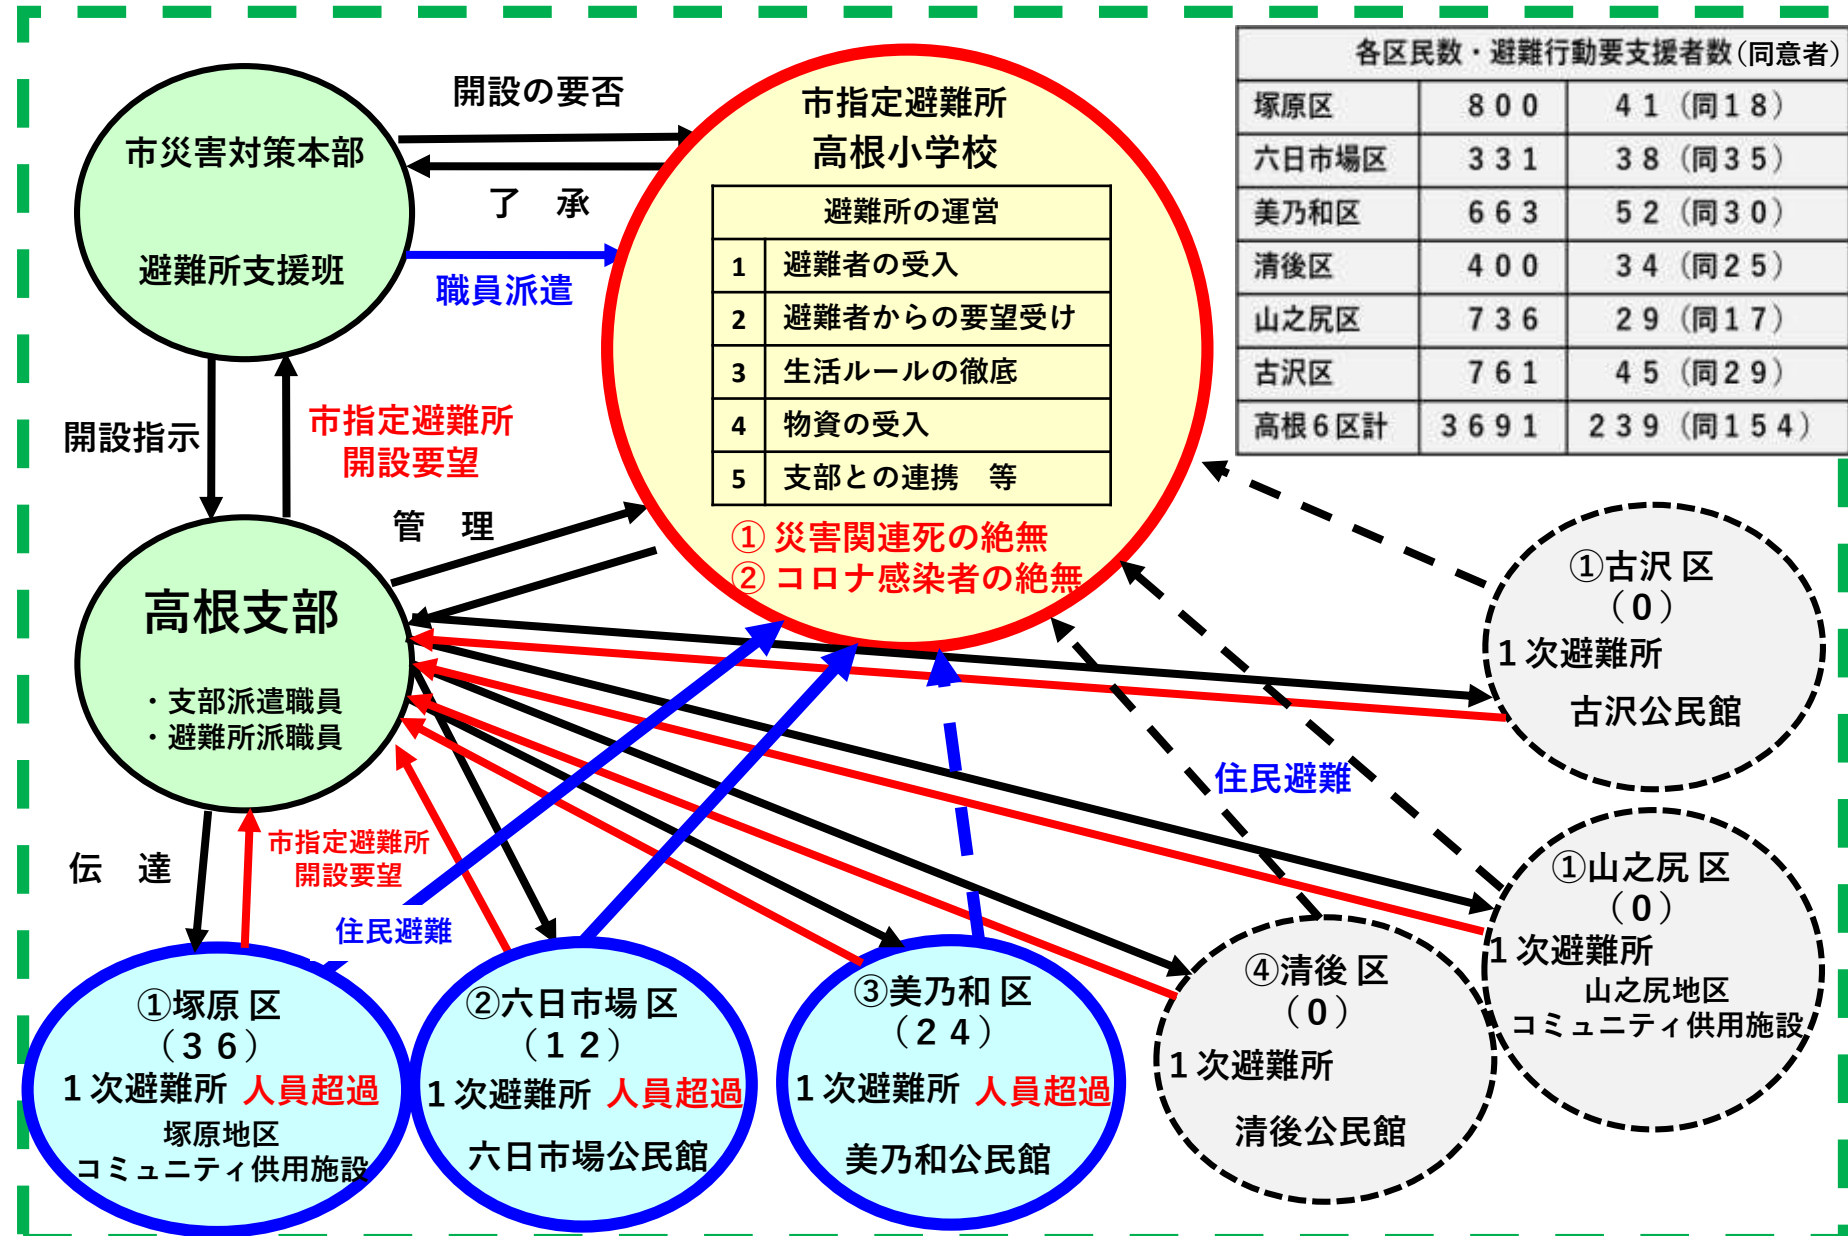 各区民数・避難行動要支援者数(同意者)
塚原区 800 41 (同18)
六日市場区 331 38 (同35)
美乃和区 663 52 (同30)
清後区 400 34 (同25)
山之尻区 736 29 (同17)
古沢区 761 45 (同29)
高根6区計 3691 239 (同154)
市災害対策本部
避難所支援班
開設の要否
了　承
職員派遣
市指定避難所
高根小学校
避難所の運営
1 避難者の受入
2 避難者からの要望受け
3 生活ルールの徹底
4 物資の受入
5 支部との連携　等
① 災害関連死の絶無
② コロナ感染者の絶無
開設指示
市指定避難所
開設要望
管　理
高根支部
・支部派遣職員
・避難所派職員
伝　達
市指定避難所
開設要望
住民避難
住民避難
①塚原 区
（３６）
１次避難所 人員超過
塚原地区
コミュニティ供用施設
②六日市場 区
（１２）
１次避難所 人員超過
六日市場公民館
③美乃和 区
（２４）
１次避難所 人員超過
美乃和公民館
④清後 区
（０）
１次避難所
清後公民館
①山之尻 区
（０）
１次避難所
山之尻地区
コミュニティ供用施設
①古沢 区
（０）
１次避難所
古沢公民館